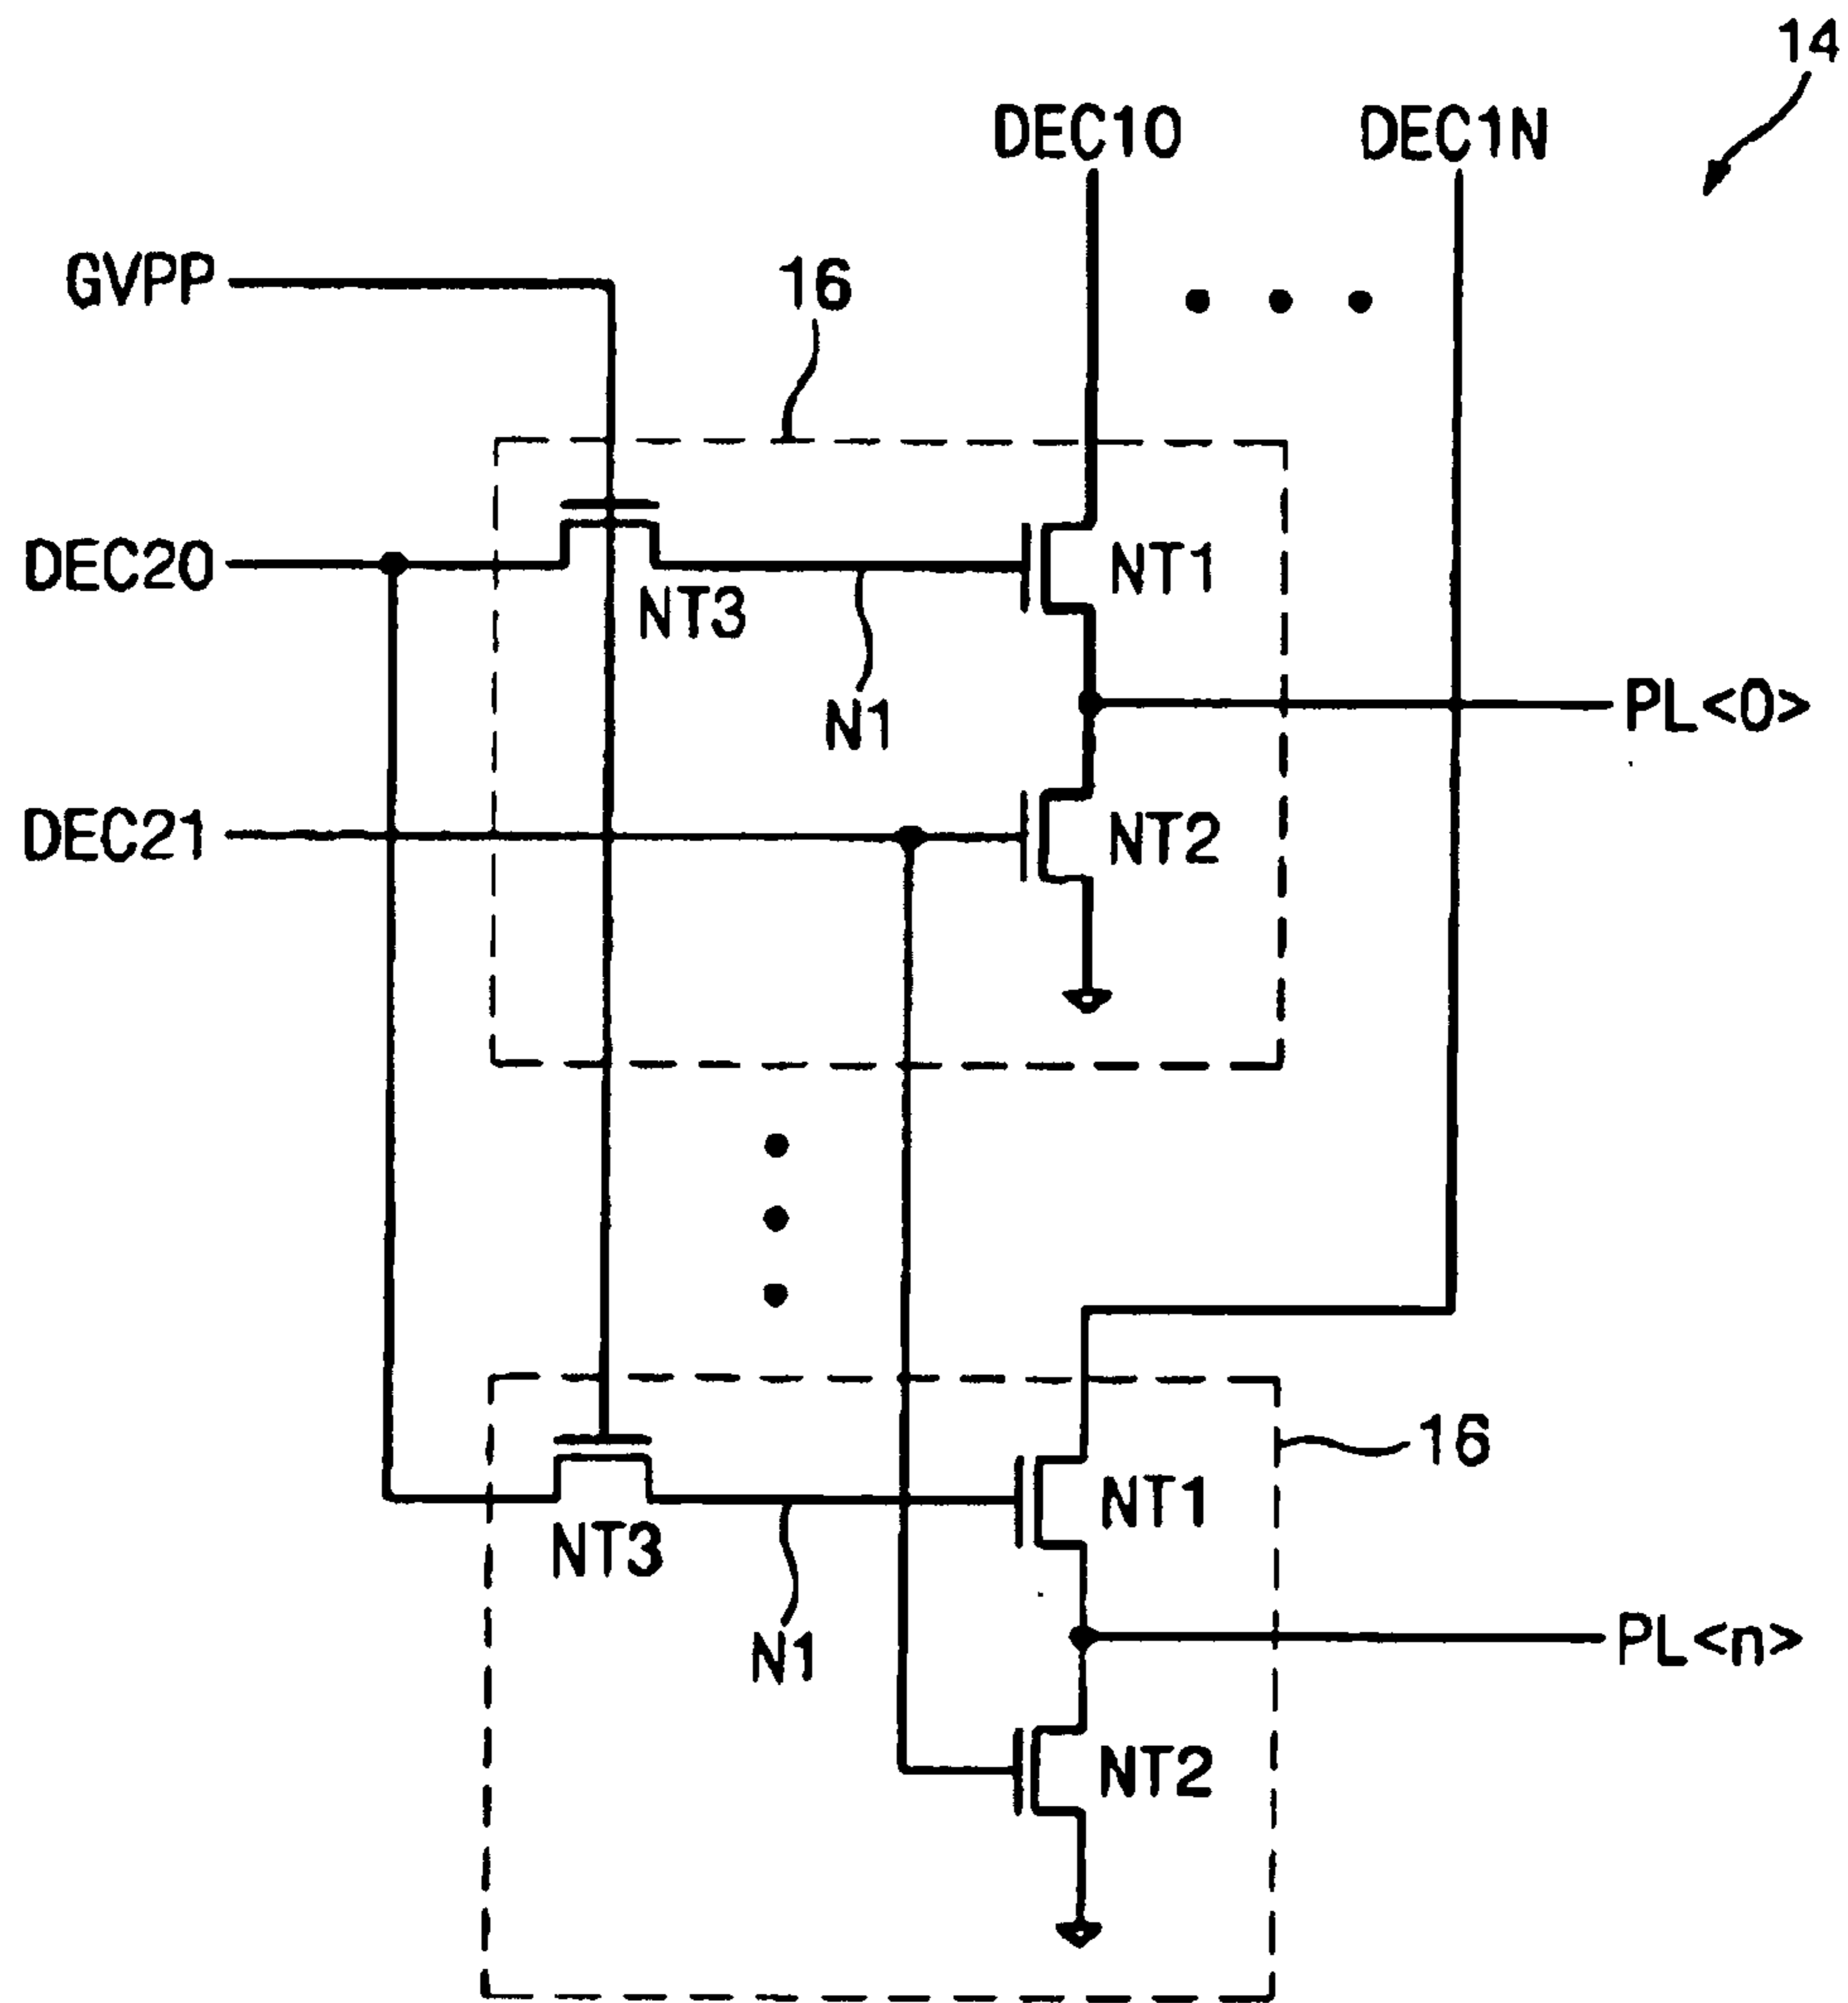 14
DEC10 DEC1N
GVPP
16
DEC20
NT1
NT3
N1
PL<0>
DEC21
NT2
16
NT1
NT3
N1
PL<n>
NT2